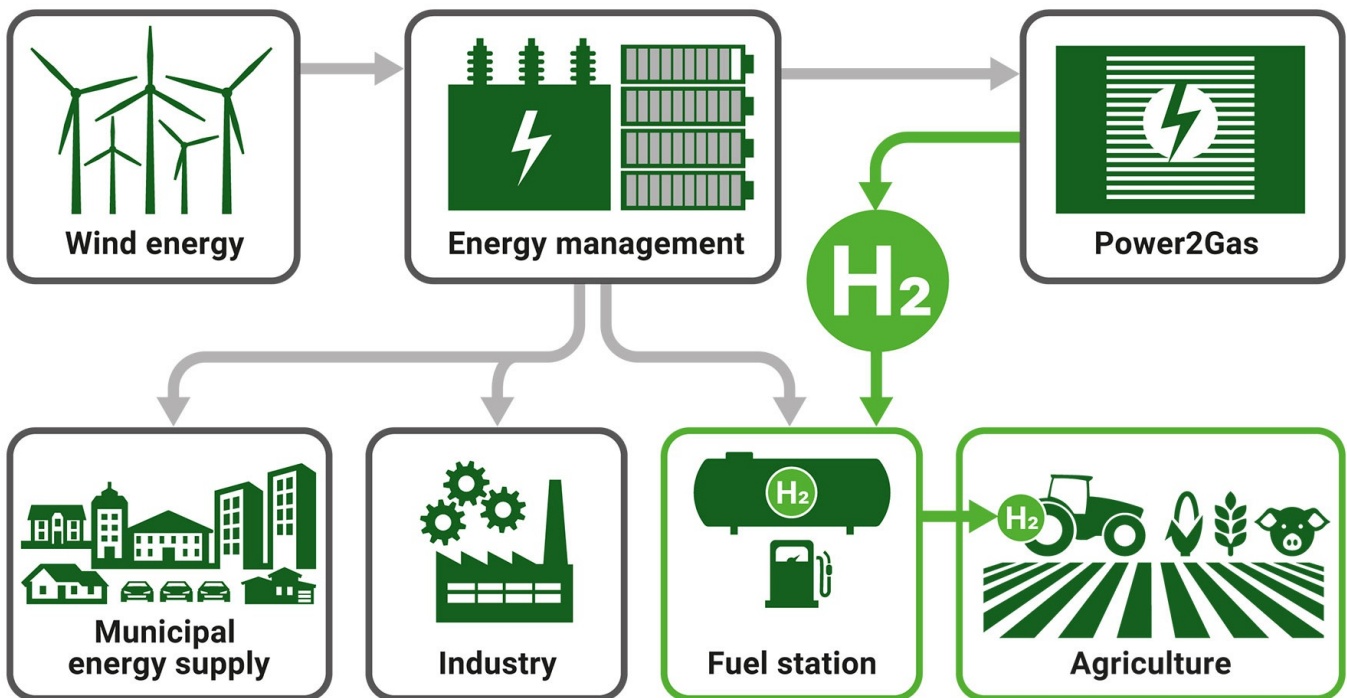 Wind energy
Energy management
Power2Gas
H₂
H₂
H₂
Municipal
energy supply
Industry
Fuel station
Agriculture